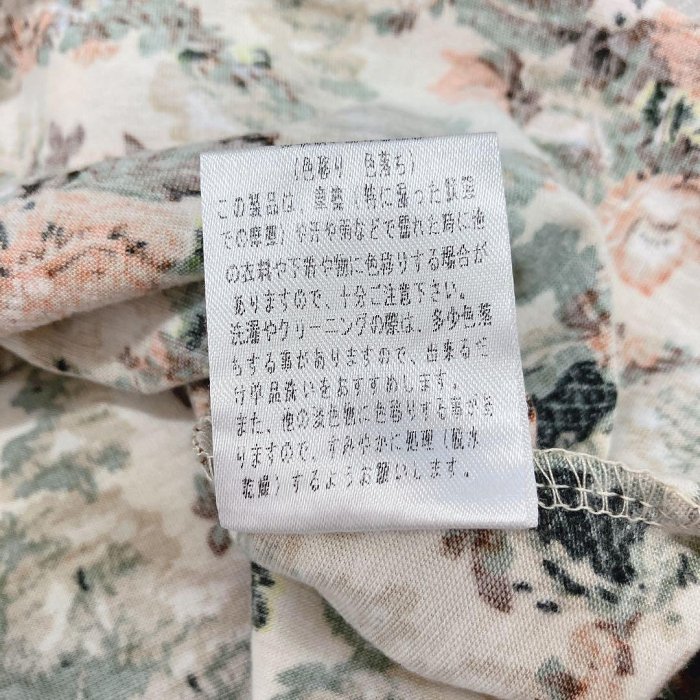 (色移り 色落ち)
この製品は、摩擦(特に湿った状態
での摩擦)や汗や雨などで濡れた時に他
の衣料や下着や物に色移りする場合が
ありますので、十分ご注意下さい。
洗濯やクリーニングの際は、多少色落
ちする事がありますので、出来るだ
け単品洗いをおすすめします。
また、他の淡色物に色移りする事があ
りますので、すみやかに処理(脱水
乾燥)するようお願いします。